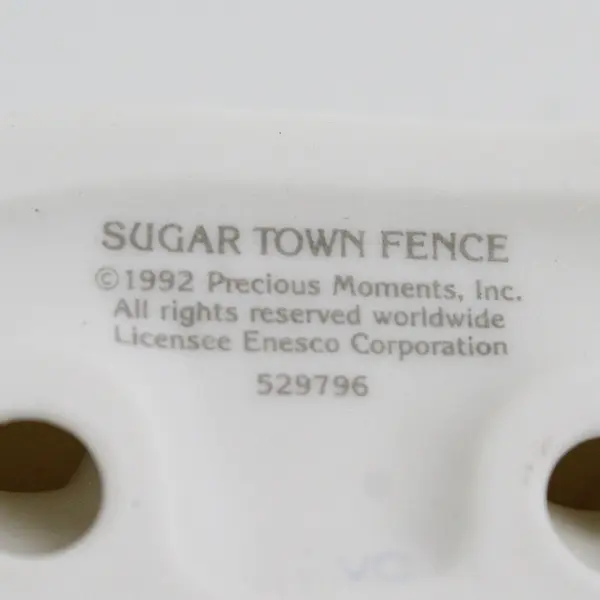 SUGAR TOWN FENCE
©1992 Precious Moments, Inc.
All rights reserved worldwide
Licensee Enesco Corporation
529796